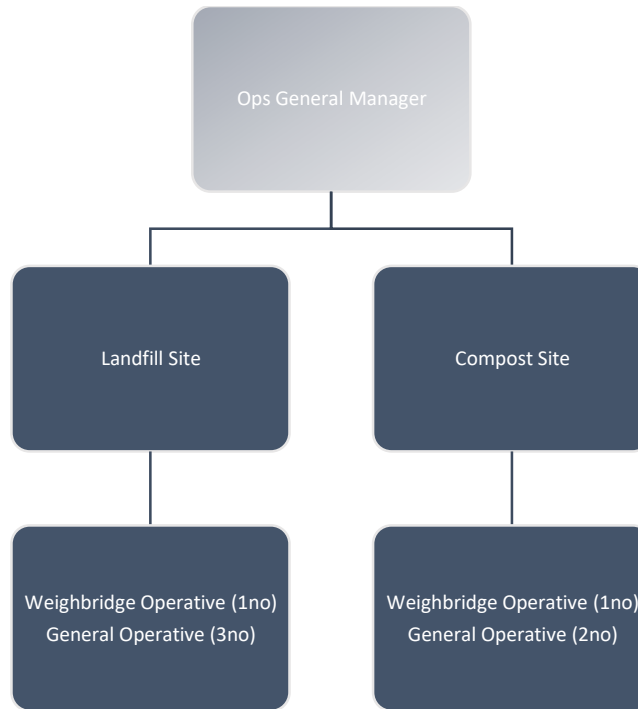 Ops General Manager
Landfill Site
Compost Site
Weighbridge Operative (1no)
General Operative (3no)
Weighbridge Operative (1no)
General Operative (2no)